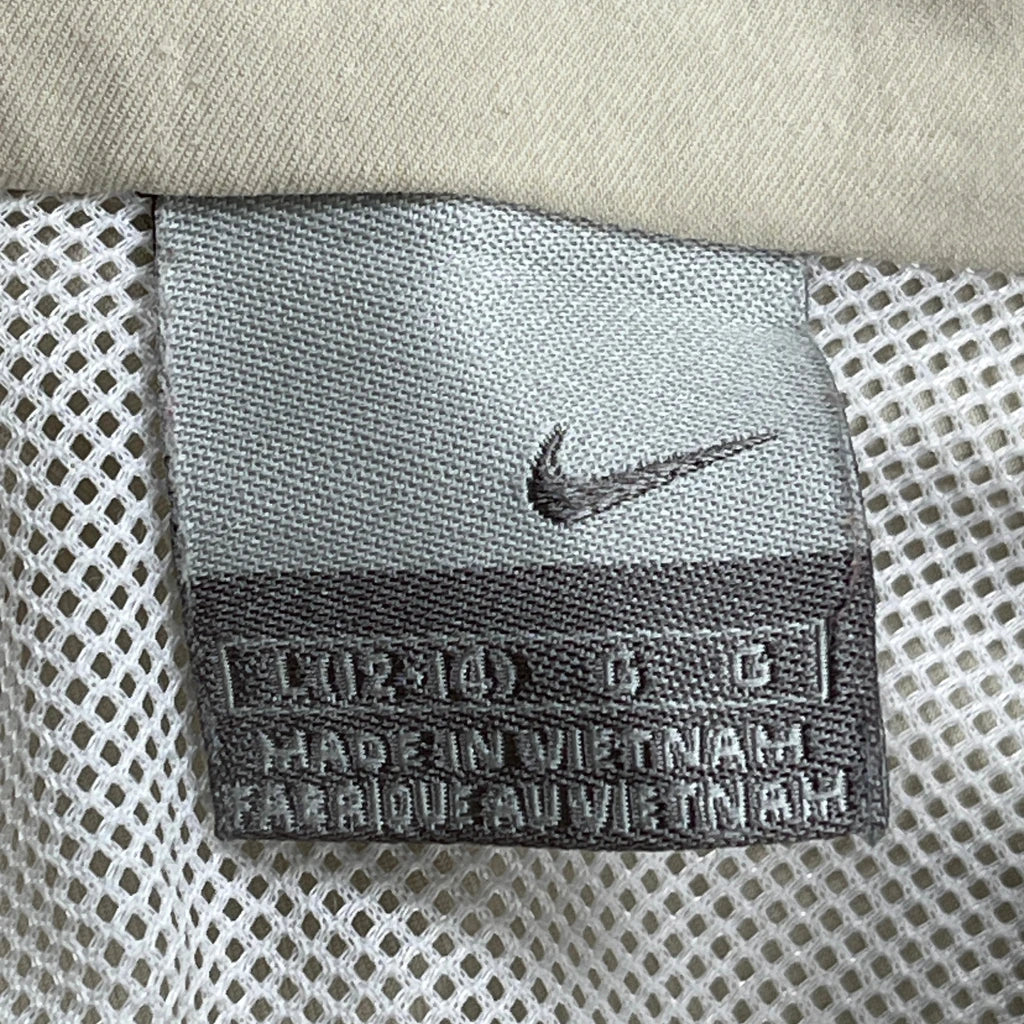 L(12-14) G G
MADE IN VIETNAM
FABRIQUE AU VIETNAM